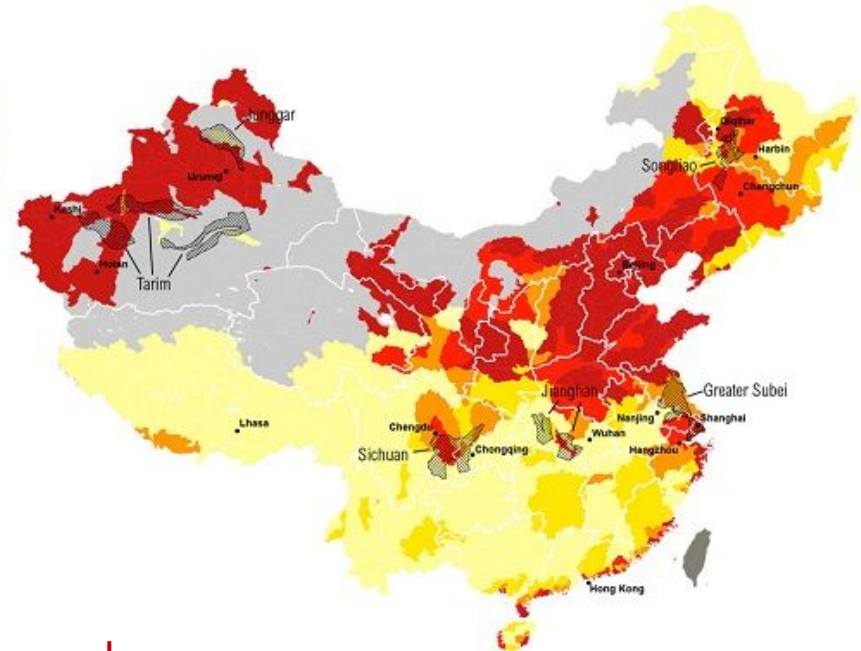 Junggar
Qiqihar
Harbin
Songliao
Changchun
Urumqi
Kashi
Hotan
Tarim
Beijing
Jianghan
Greater Subei
Nanjing
Shanghai
Lhasa
Chengdu
Wuhan
Sichuan
Chongqing
Hangzhou
Hong Kong